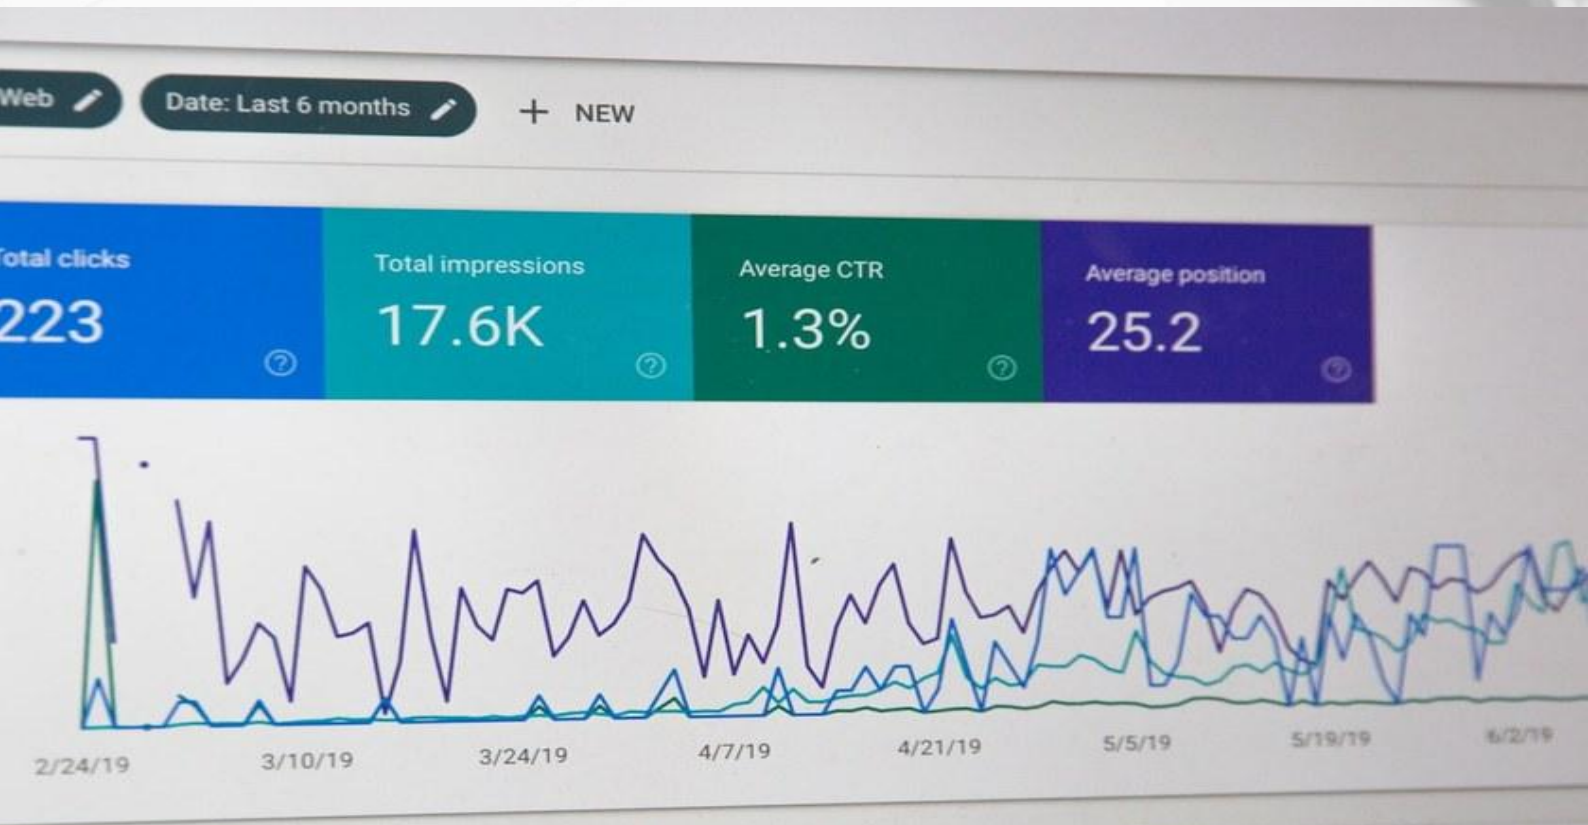 Web
Date: Last 6 months
+ NEW
Total clicks
223
Total impressions
17.6K
Average CTR
1.3%
Average position
25.2
2/24/19 3/10/19 3/24/19 4/7/19 4/21/19 5/5/19 5/19/19 6/2/19